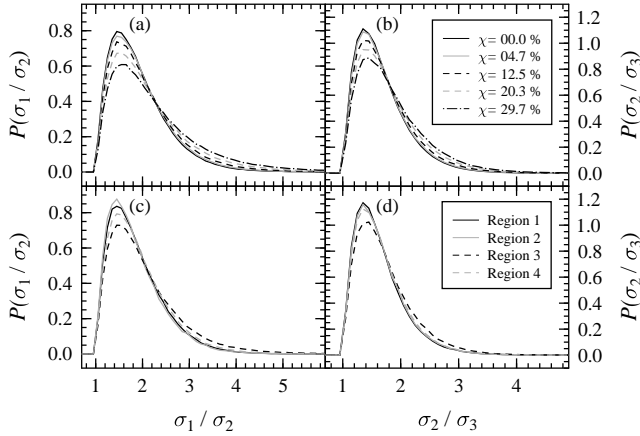 (a)
(b)
P(σ1 / σ2)
0.8
0.6
0.4
0.2
0.0
χ= 00.0 %
χ= 04.7 %
χ= 12.5 %
χ= 20.3 %
χ= 29.7 %
1.2
1.0
0.8
0.6
0.4
0.2
0.0
P(σ2 / σ3)
(c)
(d)
P(σ1 / σ2)
0.8
0.6
0.4
0.2
0.0
Region 1
Region 2
Region 3
Region 4
1.2
1.0
0.8
0.6
0.4
0.2
0.0
P(σ2 / σ3)
1 2 3 4 5
1 2 3 4
σ1 / σ2
σ2 / σ3